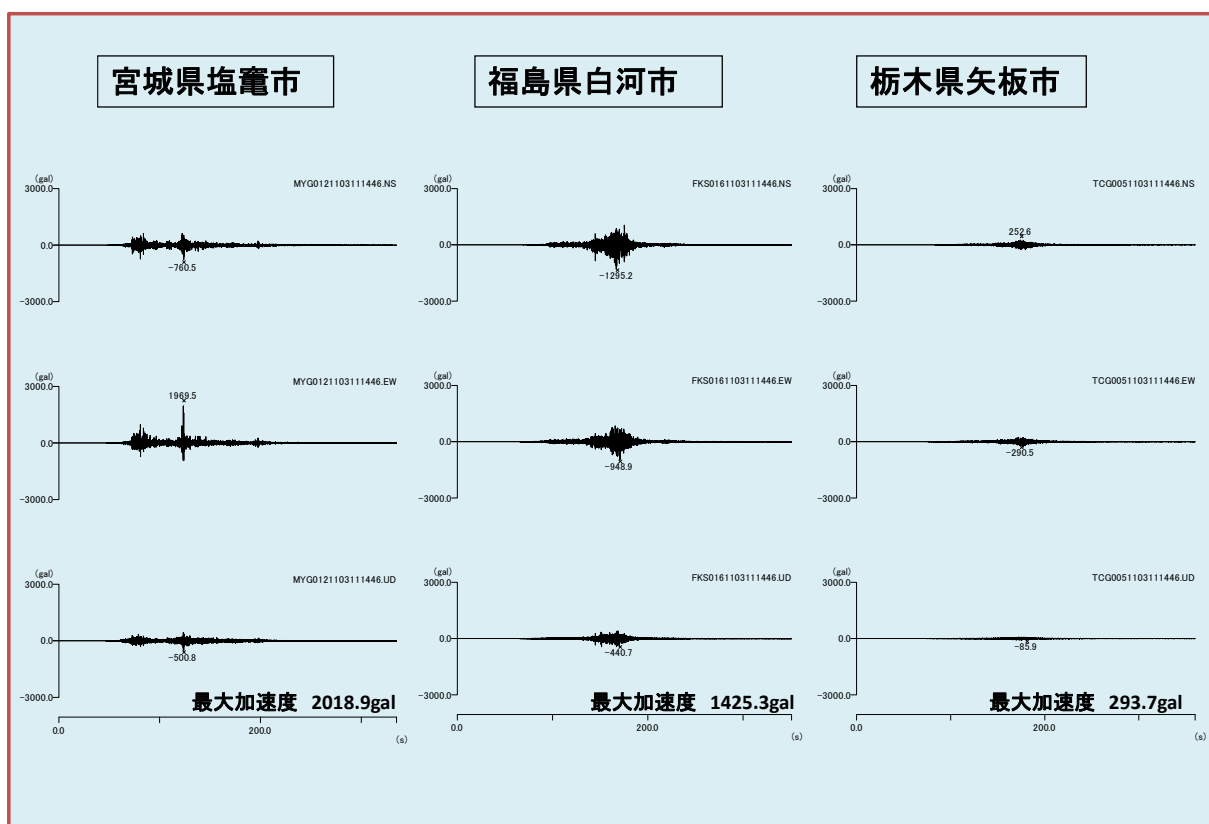 宮城県塩竈市
(gal)
MYG0121103111446.NS
3000.0
0.0
-760.5
-3000.0
(gal)
MYG0121103111446.EW
3000.0
1969.5
0.0
-3000.0
(gal)
MYG0121103111446.UD
3000.0
0.0
-500.8
-3000.0
最大加速度 2018.9gal
0.0 200.0
(s)
福島県白河市
(gal)
FKS0161103111446.NS
3000.0
0.0
-1295.2
-3000.0
(gal)
FKS0161103111446.EW
3000.0
0.0
-948.9
-3000.0
(gal)
FKS0161103111446.UD
3000.0
0.0
-440.7
-3000.0
最大加速度 1425.3gal
0.0 200.0
(s)
栃木県矢板市
(gal)
TCG0051103111446.NS
3000.0
252.6
0.0
-3000.0
(gal)
TCG0051103111446.EW
3000.0
0.0
-290.5
-3000.0
(gal)
TCG0051103111446.UD
3000.0
0.0
-85.9
-3000.0
最大加速度 293.7gal
0.0 200.0
(s)